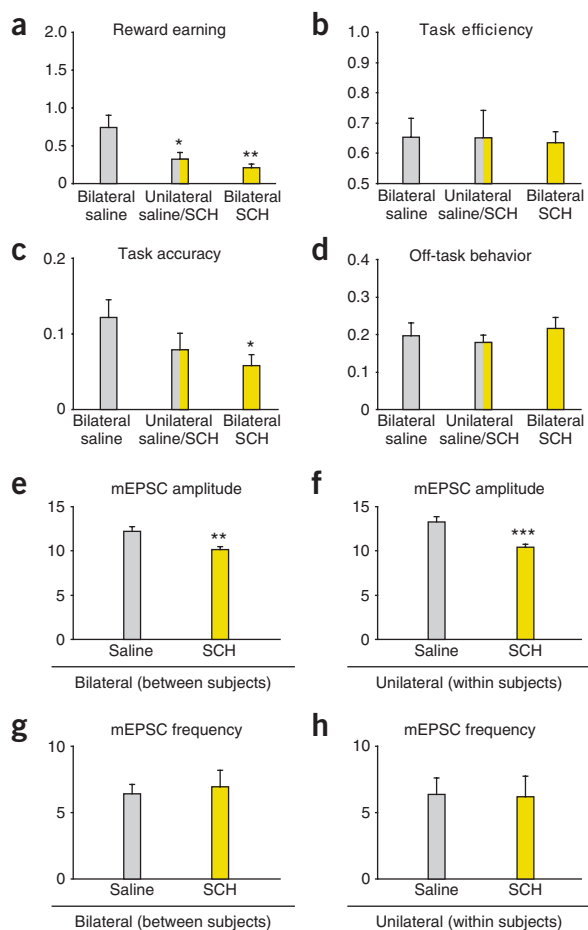 a
Reward earning
2.0
1.0
0.5
0
*
**
Bilateral
saline
Unilateral
saline/SCH
Bilateral
SCH
b
Task efficiency
1.0
0.9
0.8
0.7
0.6
0.5
Bilateral
saline
Unilateral
saline/SCH
Bilateral
SCH
c
Task accuracy
0.2
0.1
0
*
Bilateral
saline
Unilateral
saline/SCH
Bilateral
SCH
d
Off-task behavior
0.4
0.3
0.2
0.1
0
Bilateral
saline
Unilateral
saline/SCH
Bilateral
SCH
e
mEPSC amplitude
15
10
5
0
**
Saline
SCH
Bilateral (between subjects)
f
mEPSC amplitude
15
10
5
0
***
Saline
SCH
Unilateral (within subjects)
g
mEPSC frequency
10
5
0
Saline
SCH
Bilateral (between subjects)
h
mEPSC frequency
10
5
0
Saline
SCH
Unilateral (within subjects)